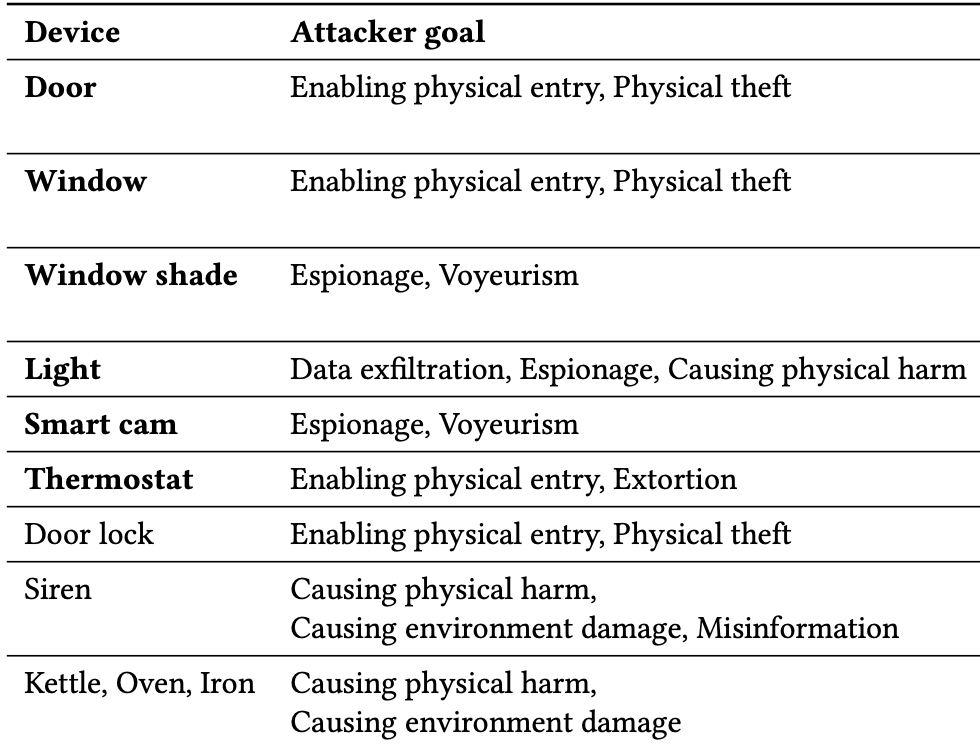 Device Attacker goal
Door Enabling physical entry, Physical theft
Window Enabling physical entry, Physical theft
Window shade Espionage, Voyeurism
Light Data exfiltration, Espionage, Causing physical harm
Smart cam Espionage, Voyeurism
Thermostat Enabling physical entry, Extortion
Door lock Enabling physical entry, Physical theft
Siren Causing physical harm,
Causing environment damage, Misinformation
Kettle, Oven, Iron Causing physical harm,
Causing environment damage